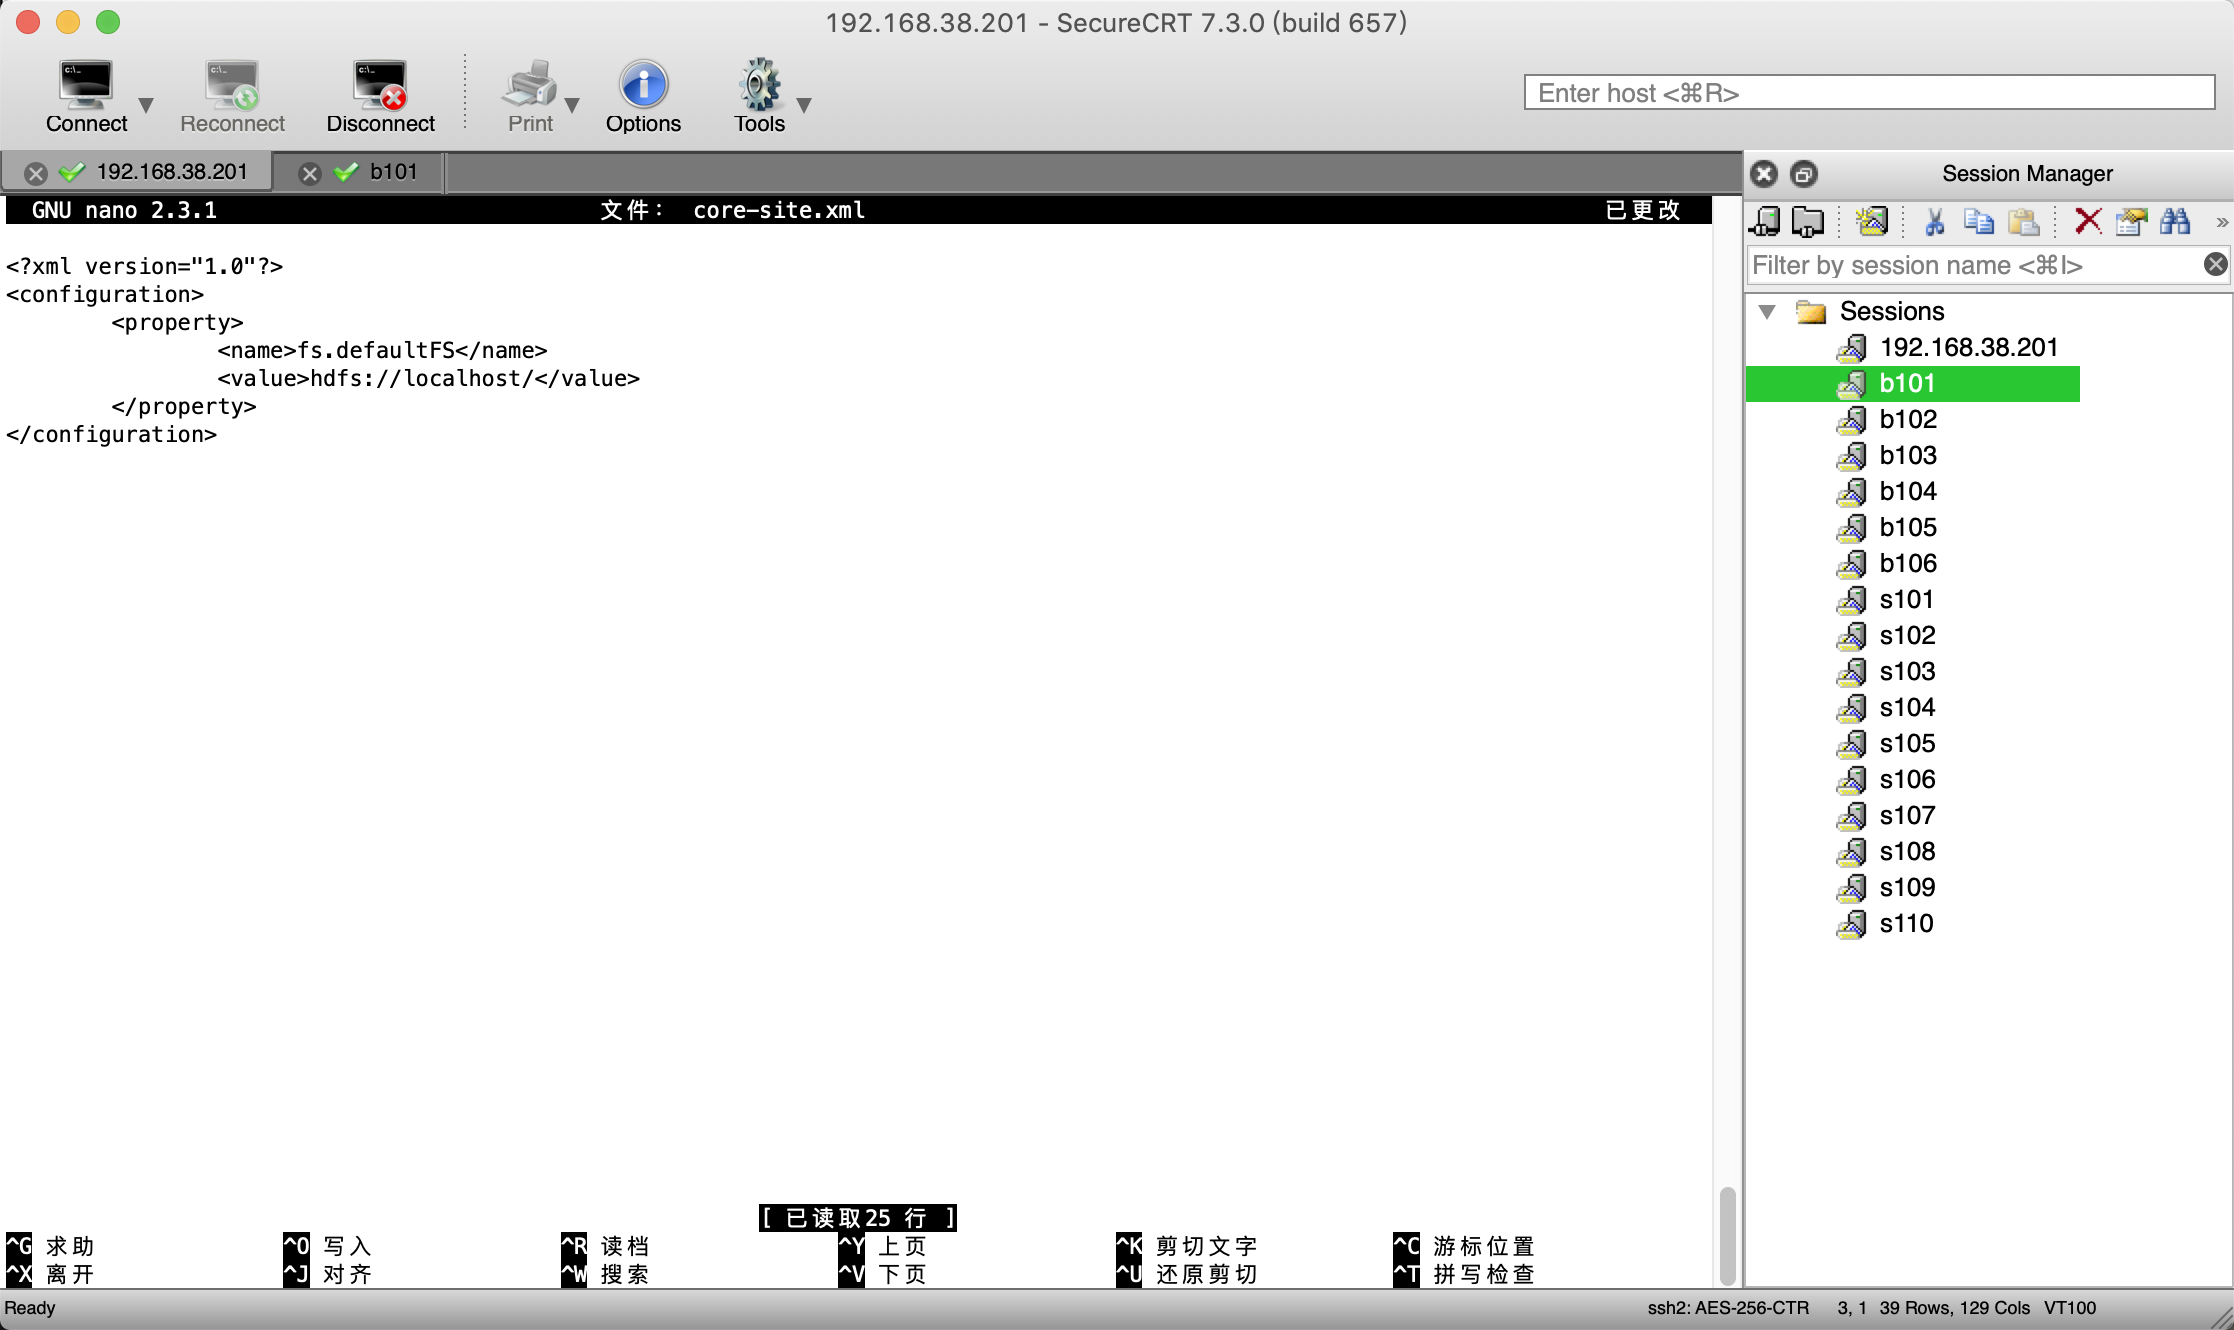 192.168.38.201 - SecureCRT 7.3.0 (build 657)
Connect
Reconnect
Disconnect
Print
Options
Tools
Enter host <⌘R>
192.168.38.201
b101
Session Manager
GNU nano 2.3.1 文件： core-site.xml 已更改
<?xml version="1.0"?>
<configuration>
        <property>
                <name>fs.defaultFS</name>
                <value>hdfs://localhost/</value>
        </property>
</configuration>
[ 已读取25 行 ]
^G 求助 ^O 写入 ^R 读档 ^Y 上页 ^K 剪切文字 ^C 游标位置
^X 离开 ^J 对齐 ^W 搜索 ^V 下页 ^U 还原剪切 ^T 拼写检查
Filter by session name <⌘I>
Sessions
192.168.38.201
b101
b102
b103
b104
b105
b106
s101
s102
s103
s104
s105
s106
s107
s108
s109
s110
Ready
ssh2: AES-256-CTR 3, 1 39 Rows, 129 Cols VT100